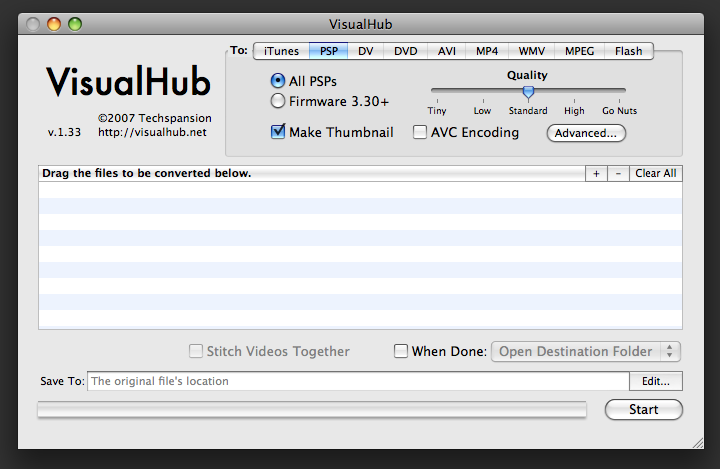 VisualHub
To: iTunes PSP DV DVD AVI MP4 WMV MPEG Flash
VisualHub
©2007 Techspansion
v.1.33 http://visualhub.net
All PSPs
Firmware 3.30+
Quality
Tiny Low Standard High Go Nuts
Make Thumbnail AVC Encoding Advanced...
Drag the files to be converted below. + – Clear All
Stitch Videos Together When Done: Open Destination Folder
Save To: The original file's location Edit...
Start